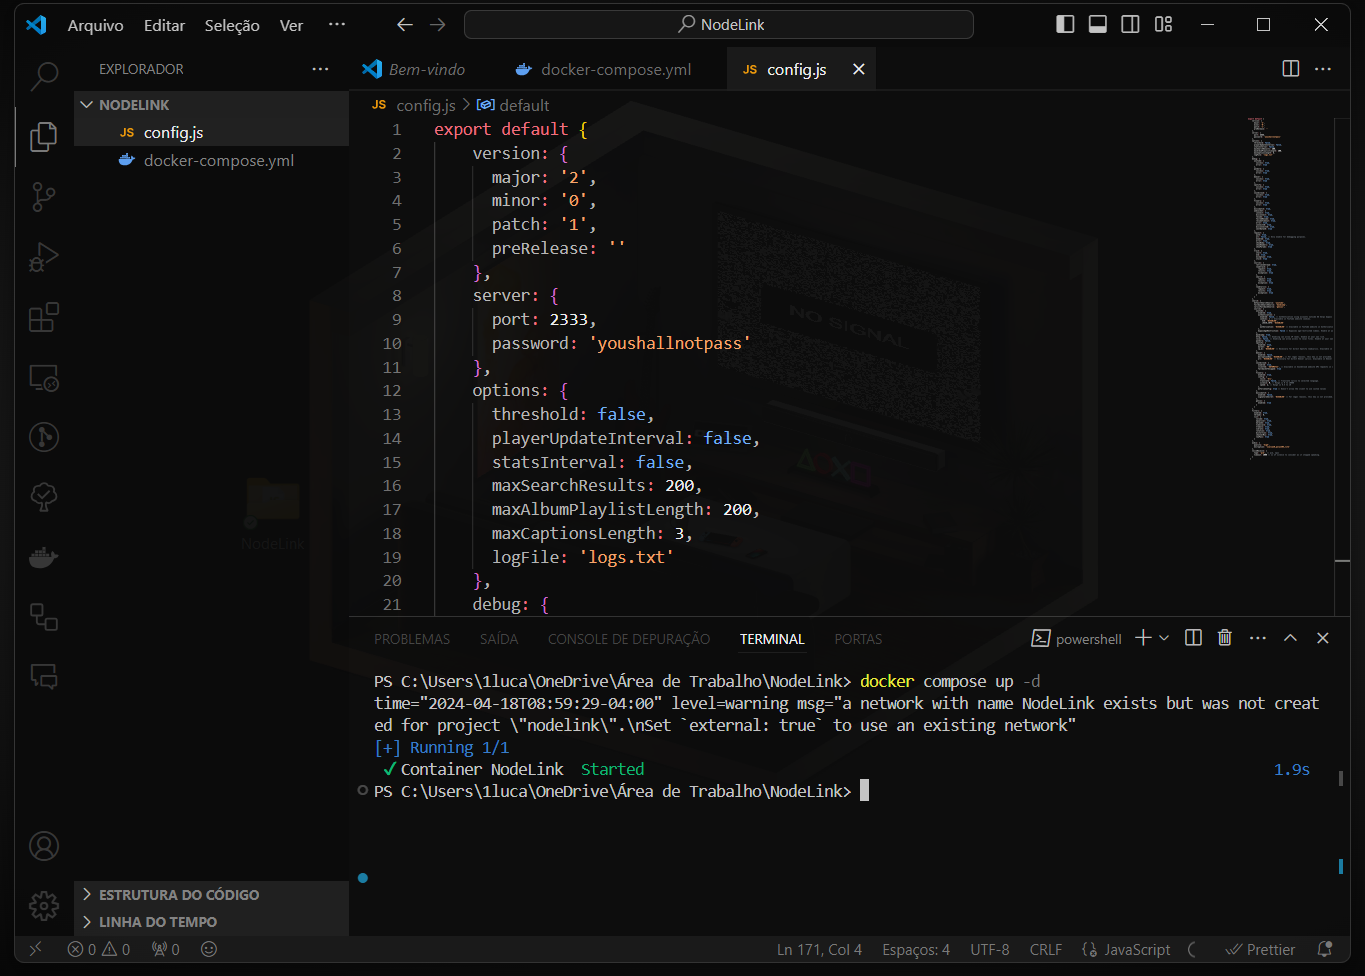 Arquivo Editar Seleção Ver ··· NodeLink
EXPLORADOR ···
Bem-vindo docker-compose.yml JS config.js
NODELINK
JS config.js
docker-compose.yml
JS config.js > default
1 export default {
2 version: {
3 major: '2',
4 minor: '0',
5 patch: '1',
6 preRelease: ''
7 },
8 server: {
9 port: 2333,
10 password: 'youshallnotpass'
11 },
12 options: {
13 threshold: false,
14 playerUpdateInterval: false,
15 statsInterval: false,
16 maxSearchResults: 200,
17 maxAlbumPlaylistLength: 200,
18 maxCaptionsLength: 3,
19 logFile: 'logs.txt'
20 },
21 debug: {
NO SIGNAL
NodeLink
PROBLEMAS SAÍDA CONSOLE DE DEPURAÇÃO TERMINAL PORTAS powershell
PS C:\Users\1luca\OneDrive\Área de Trabalho\NodeLink> docker compose up -d
time="2024-04-18T08:59:29-04:00" level=warning msg="a network with name NodeLink exists but was not creat
ed for project \"nodelink\".\nSet `external: true` to use an existing network"
[+] Running 1/1
✓ Container NodeLink Started 1.9s
PS C:\Users\1luca\OneDrive\Área de Trabalho\NodeLink>
ESTRUTURA DO CÓDIGO
LINHA DO TEMPO
0 0 0 Ln 171, Col 4 Espaços: 4 UTF-8 CRLF JavaScript Prettier